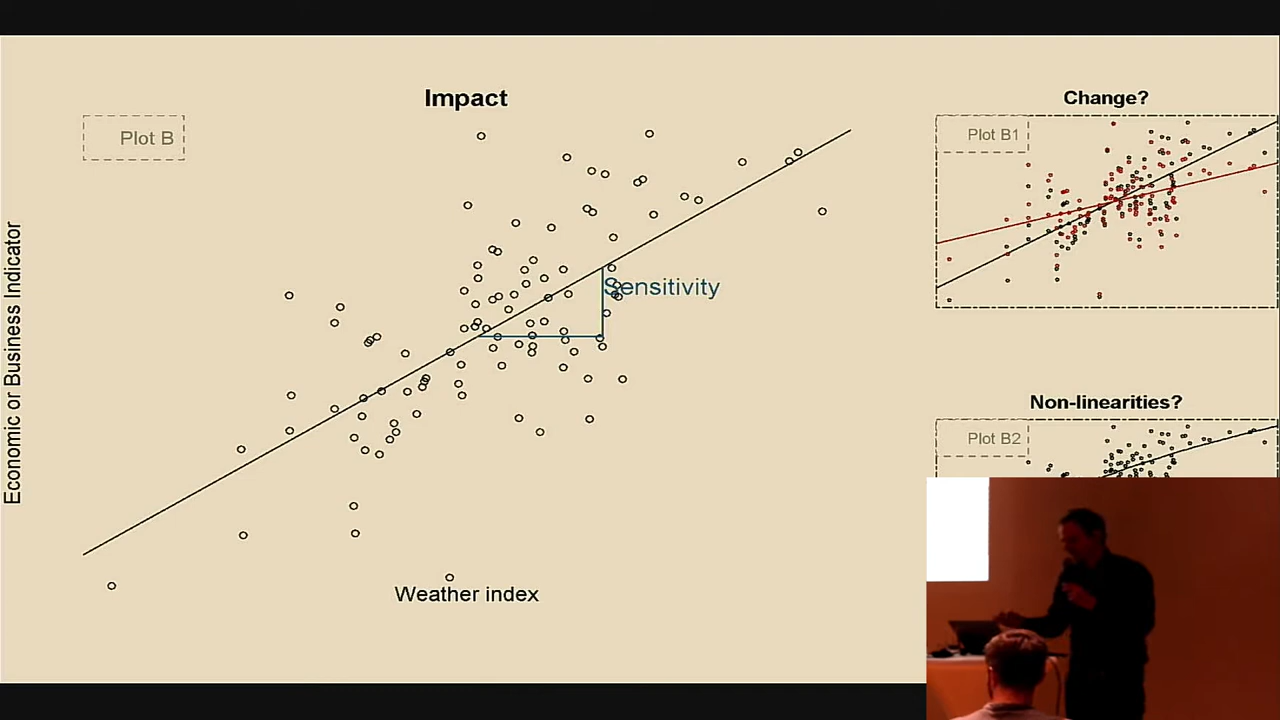 Impact
Plot B
Economic or Business Indicator
Sensitivity
Weather index
Change?
Plot B1
Non-linearities?
Plot B2